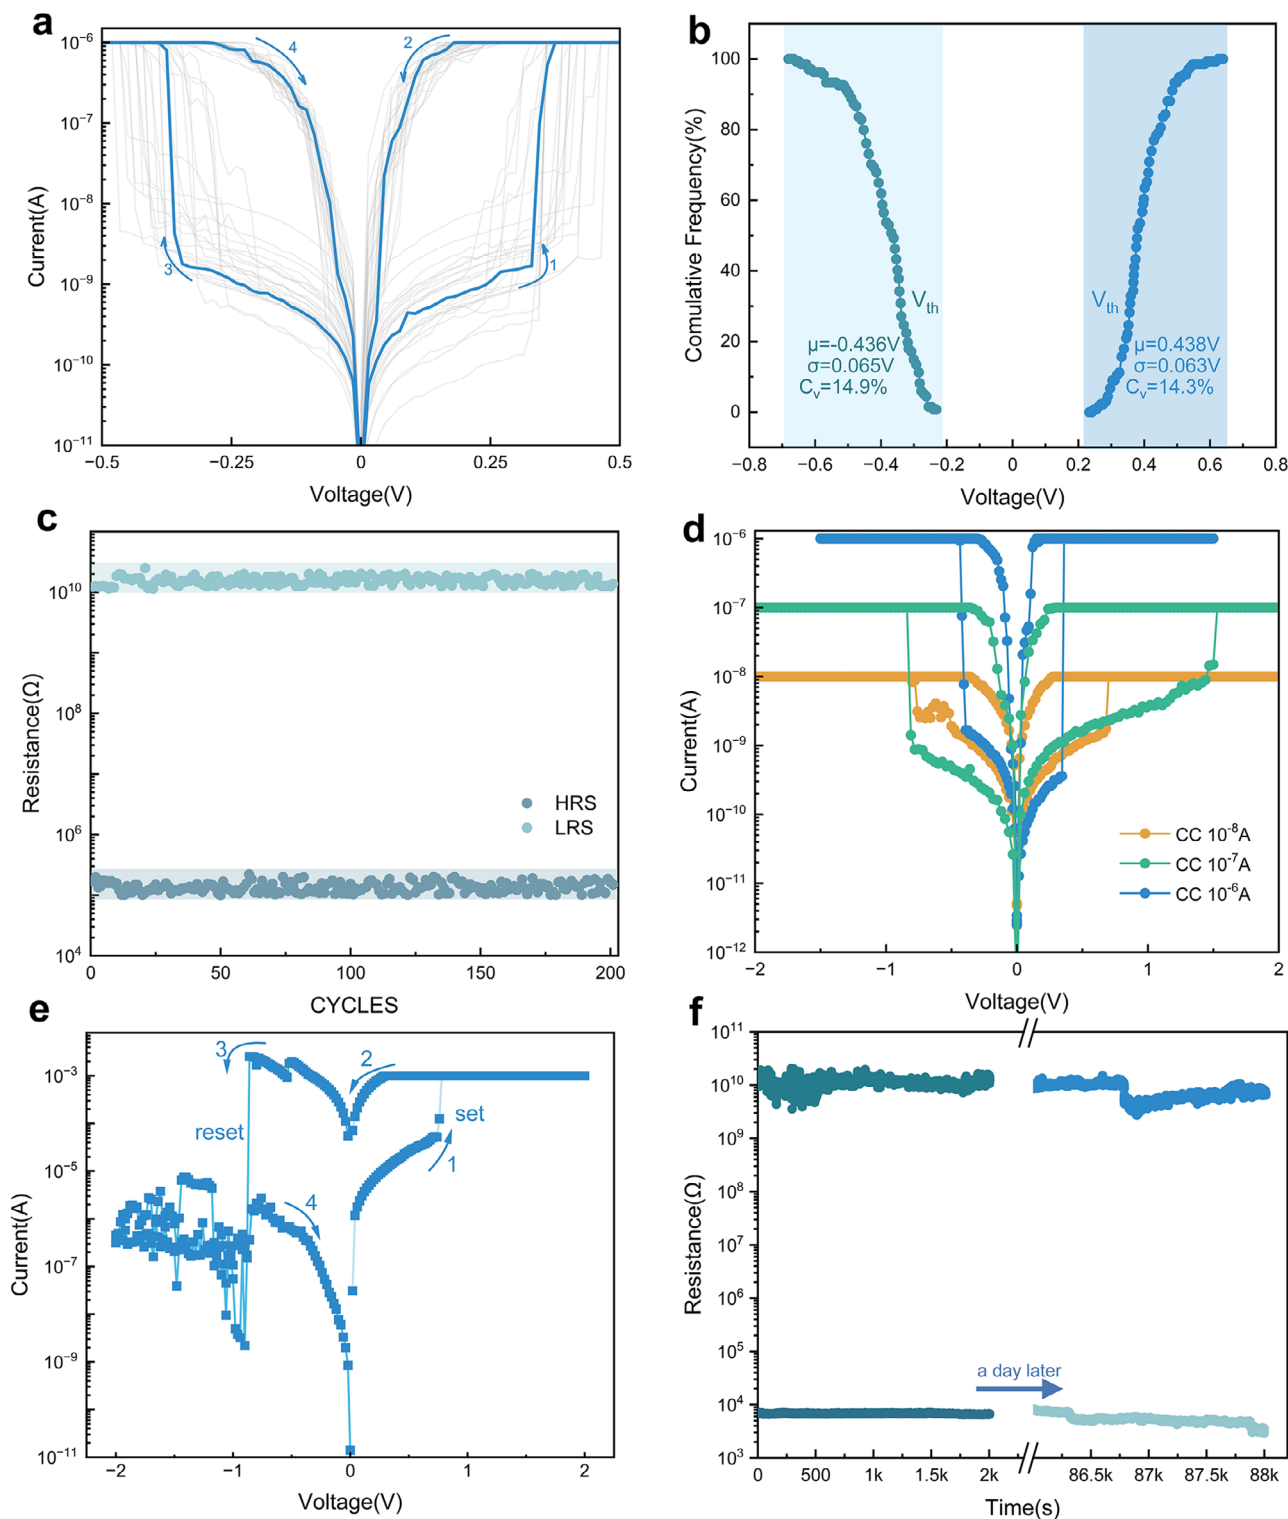 a
10⁻⁶
10⁻⁷
10⁻⁸
10⁻⁹
10⁻¹⁰
10⁻¹¹
Current(A)
4
2
3
1
−0.5
−0.25
0
0.25
0.5
Voltage(V)
b
100
80
60
40
20
0
Comulative Frequency(%)
Vth
μ=-0.436V
σ=0.065V
Cv=14.9%
Vth
μ=0.438V
σ=0.063V
Cv=14.3%
−0.8
−0.6
−0.4
−0.2
0
0.2
0.4
0.6
0.8
Voltage(V)
c
10¹⁰
10⁸
10⁶
10⁴
Resistance(Ω)
HRS
LRS
0
50
100
150
200
CYCLES
d
10⁻⁶
10⁻⁷
10⁻⁸
10⁻⁹
10⁻¹⁰
10⁻¹¹
10⁻¹²
Current(A)
CC 10⁻⁸A
CC 10⁻⁷A
CC 10⁻⁶A
−2
−1
0
1
2
Voltage(V)
e
10⁻³
10⁻⁵
10⁻⁷
10⁻⁹
10⁻¹¹
Current(A)
3
2
set
reset
1
4
−2
−1
0
1
2
Voltage(V)
f
10¹¹
10¹⁰
10⁹
10⁸
10⁷
10⁶
10⁵
10⁴
10³
Resistance(Ω)
a day later
0
500
1k
1.5k
2k
86.5k
87k
87.5k
88k
Time(s)